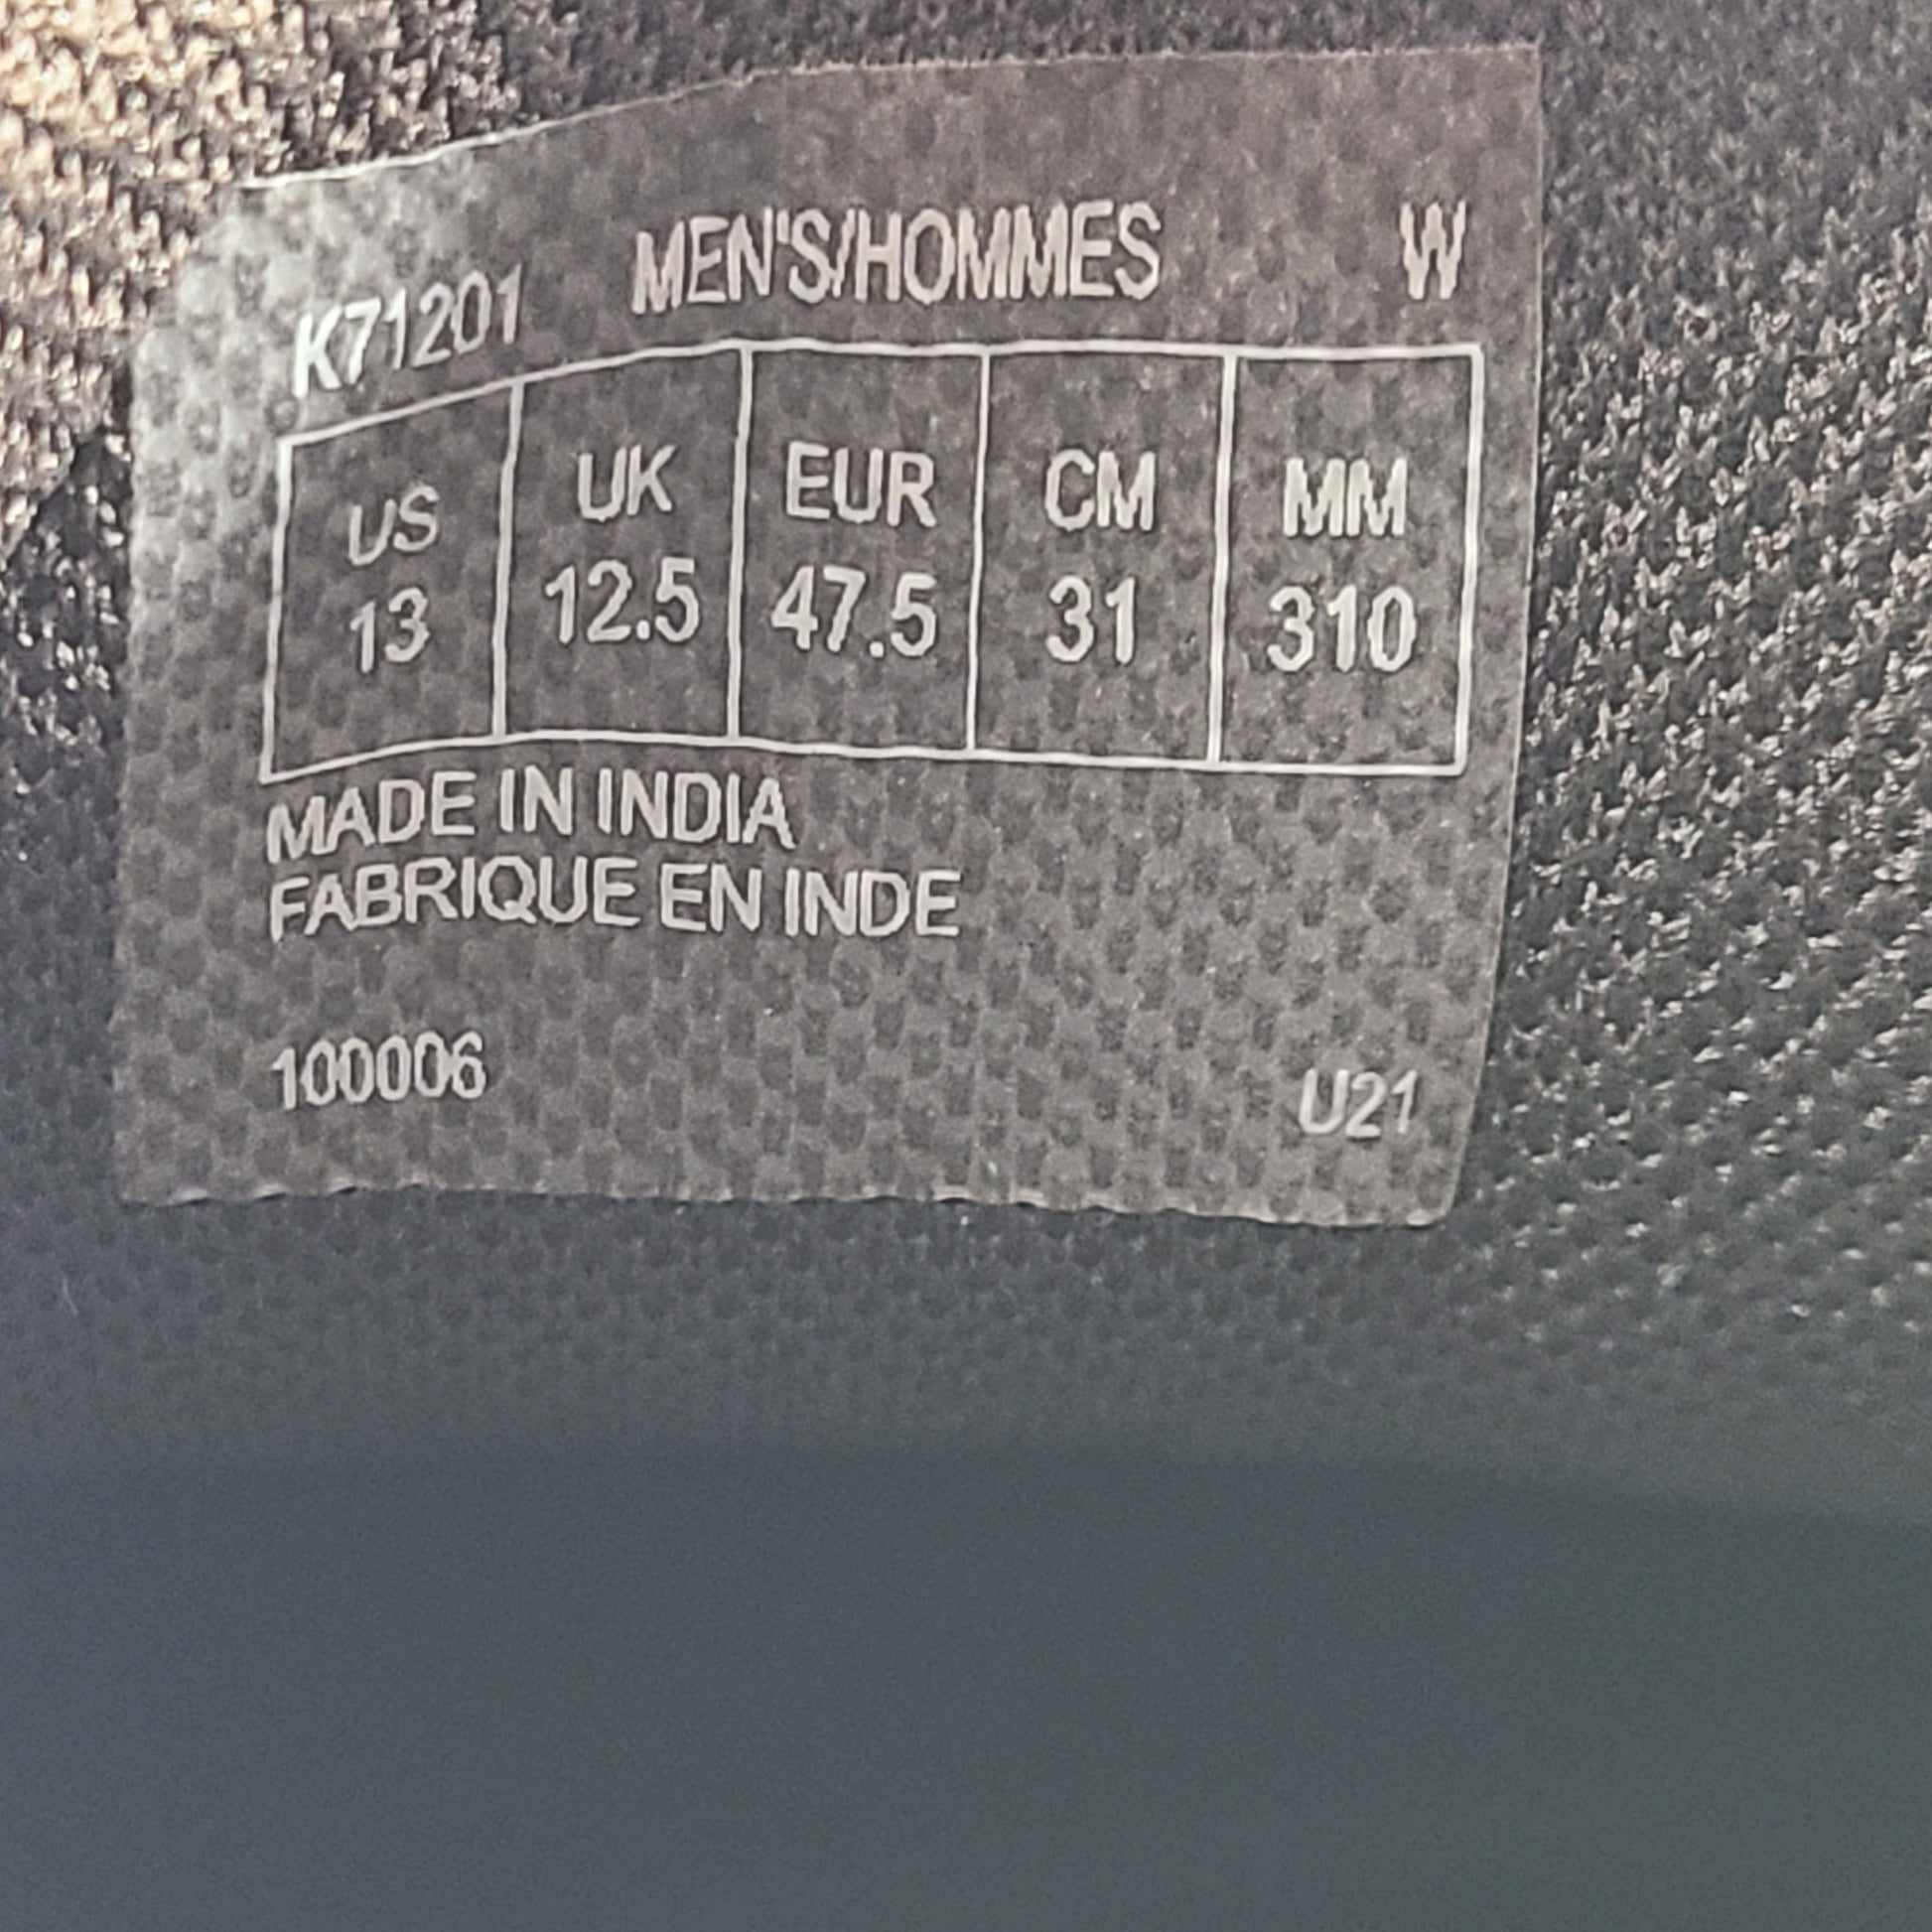 K71201 MEN'S/HOMMES W
US UK EUR CM MM
13 12.5 47.5 31 310
MADE IN INDIA
FABRIQUE EN INDE
100006 U21